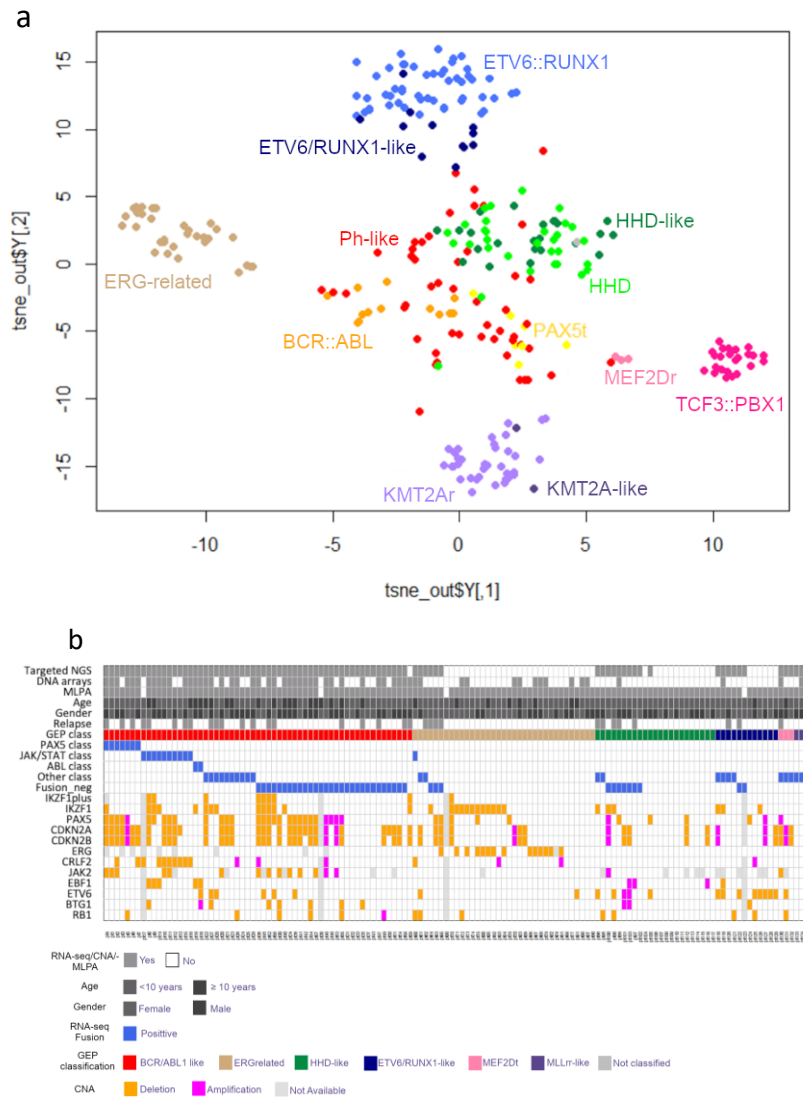 a
15
10
5
0
-5
-10
-15
tsne_out$Y[,2]
ETV6::RUNX1
ETV6/RUNX1-like
HHD-like
Ph-like
HHD
ERG-related
BCR::ABL
PAX5t
MEF2Dr
TCF3::PBX1
KMT2Ar
KMT2A-like
-10 -5 0 5 10
tsne_out$Y[,1]
b
Targeted NGS
DNA arrays
MLPA
Age
Gender
Relapse
GEP class
PAX5 class
JAK/STAT class
ABL class
Other class
Fusion_neg
IKZF1plus
IKZF1
PAX5
CDKN2A
CDKN2B
ERG
CRLF2
JAK2
EBF1
ETV6
BTG1
RB1
RNA-seq/CNA/-
MLPA
Yes No
Age <10 years ≥ 10 years
Gender Female Male
RNA-seq
Fusion
Posittive
GEP
classification
BCR/ABL1 like ERGrelated HHD-like ETV6/RUNX1-like MEF2Dt MLLrr-like Not classified
CNA Deletion Amplification Not Available